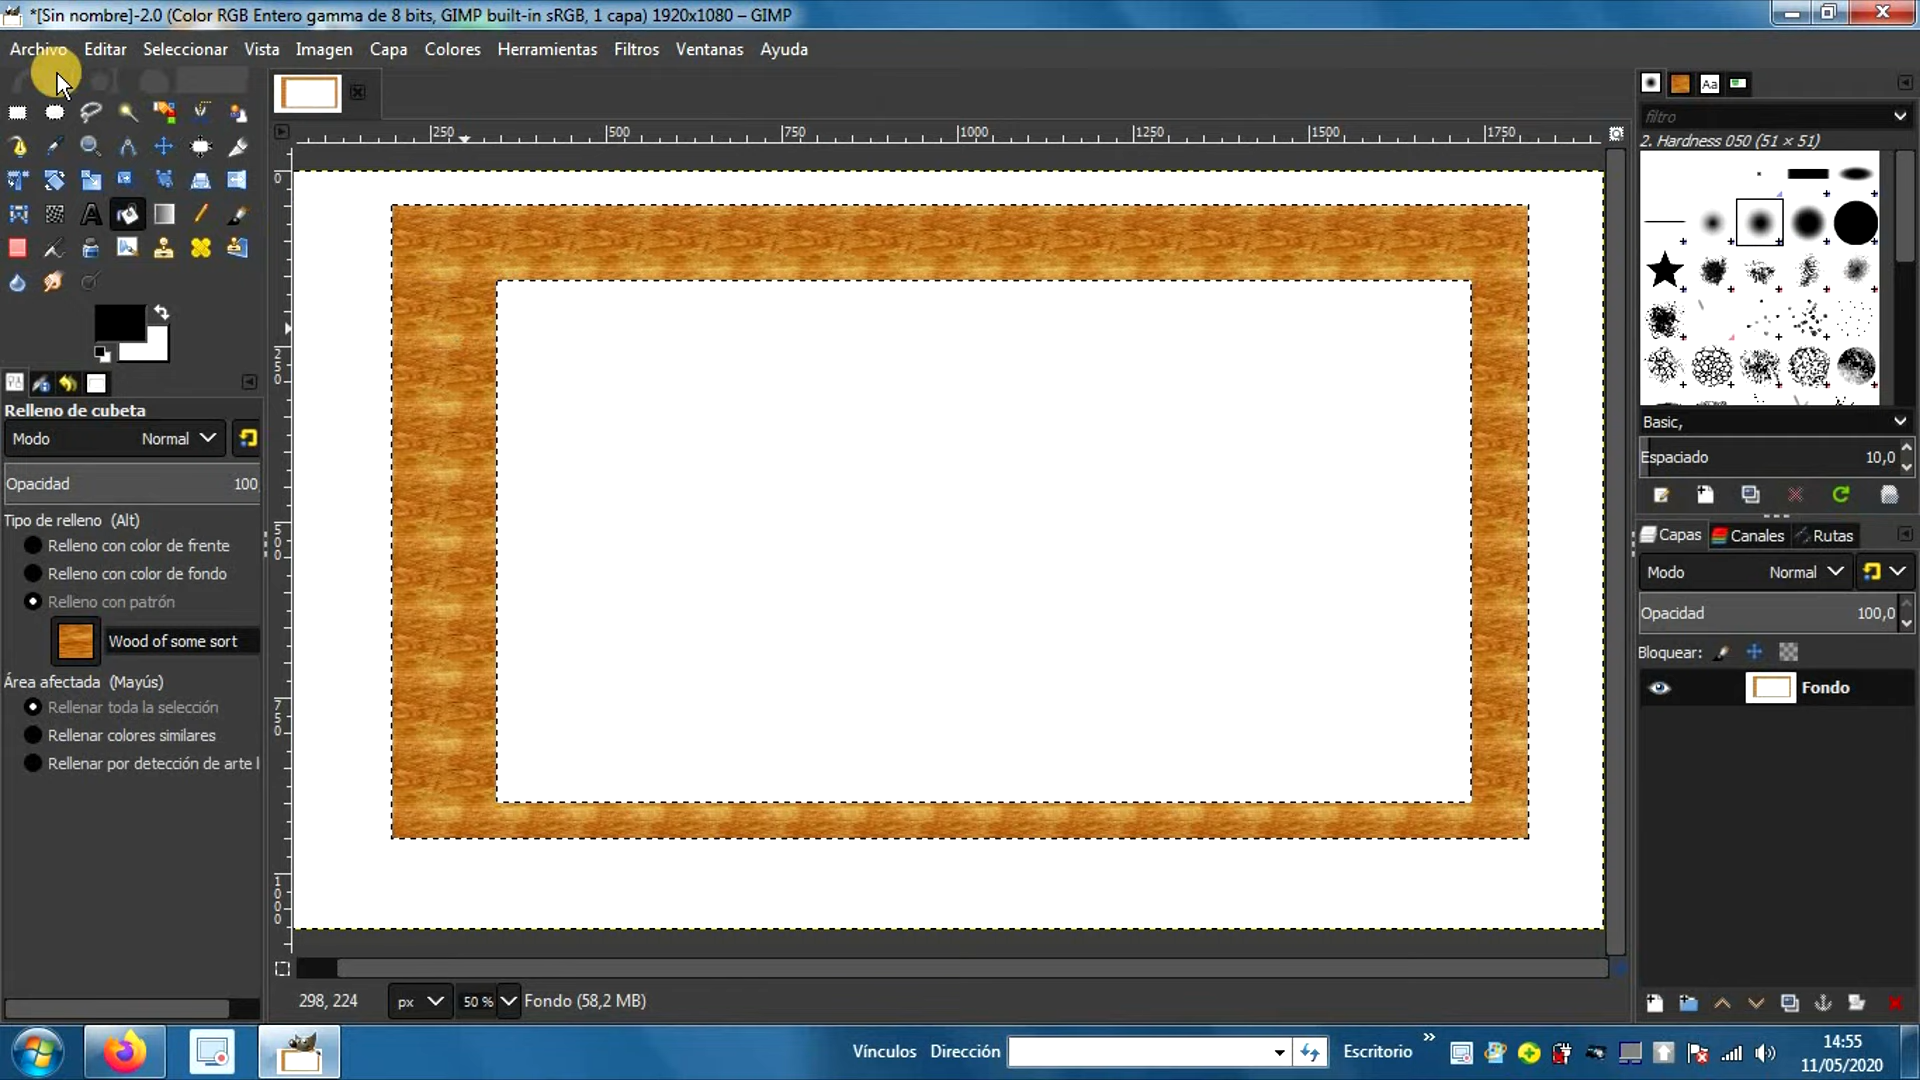 *[Sin nombre]-2.0 (Color RGB Entero gamma de 8 bits, GIMP built-in sRGB, 1 capa) 1920x1080 – GIMP
Archivo Editar Seleccionar Vista Imagen Capa Colores Herramientas Filtros Ventanas Ayuda
250 500 750 1000 1250 1500 1750
0
250
500
750
1000
Relleno de cubeta
Modo Normal
Opacidad 100,
Tipo de relleno (Alt)
Relleno con color de frente
Relleno con color de fondo
Relleno con patrón
Wood of some sort
Área afectada (Mayús)
Rellenar toda la selección
Rellenar colores similares
Rellenar por detección de arte l
298, 224 px 50 % Fondo (58,2 MB)
Aa
filtro
2. Hardness 050 (51 × 51)
Basic,
Espaciado 10,0
Capas Canales Rutas
Modo Normal
Opacidad 100,0
Bloquear:
Fondo
Vínculos Dirección Escritorio »
14:55
11/05/2020